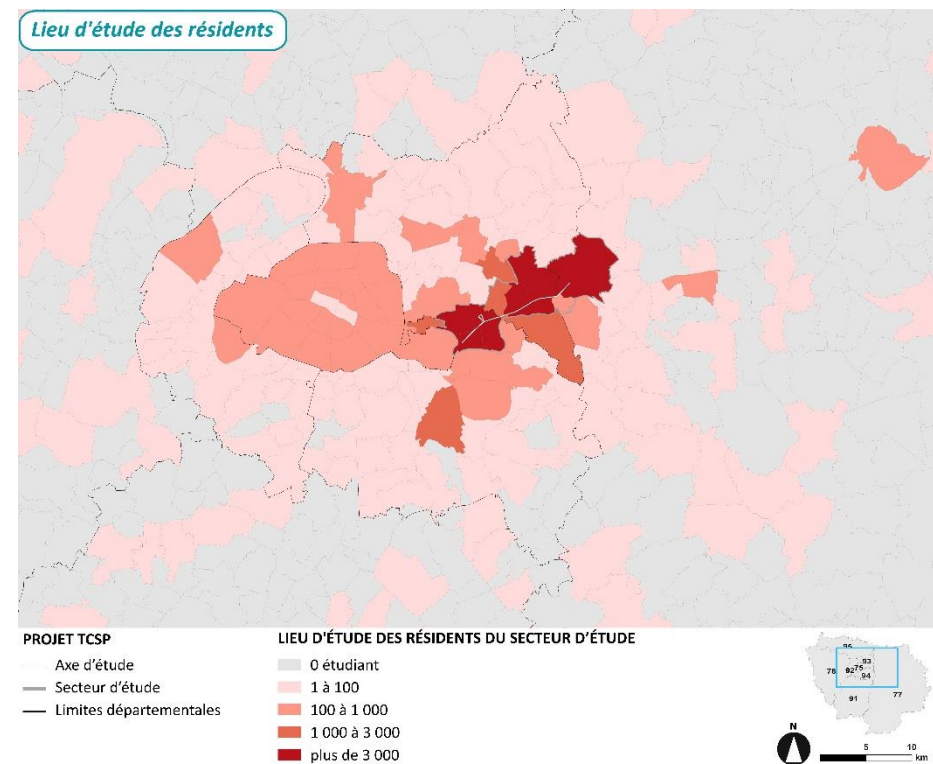 Lieu d'étude des résidents
PROJET TCSP
Axe d'étude
Secteur d'étude
Limites départementales
LIEU D'ÉTUDE DES RÉSIDENTS DU SECTEUR D'ÉTUDE
0 étudiant
1 à 100
100 à 1 000
1 000 à 3 000
plus de 3 000
95
93
78 92 75
94
91
77
N
5 10
km